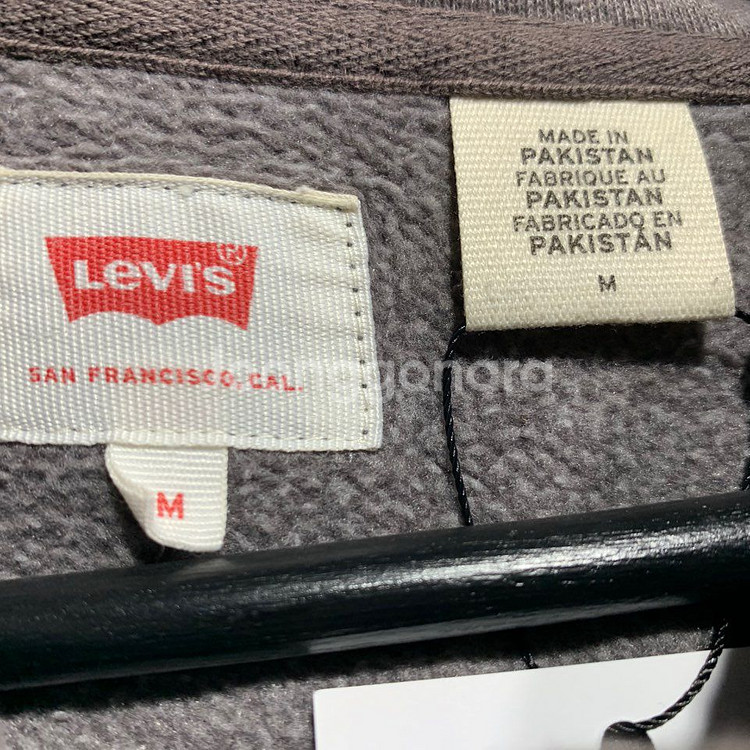 LEVI'S®
SAN FRANCISCO, CAL.
M
MADE IN
PAKISTAN
FABRIQUE AU
PAKISTAN
FABRICADO EN
PAKISTÁN
M